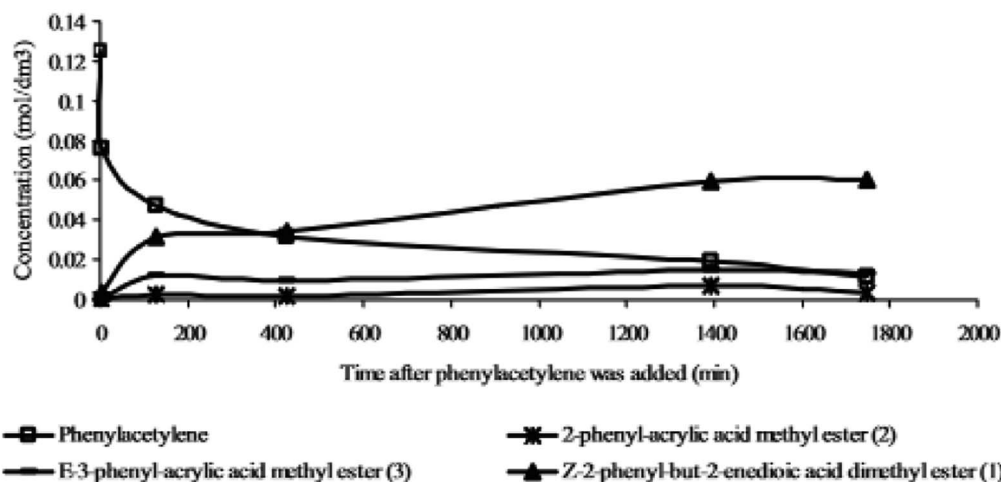 0.14
0.12
0.1
0.08
0.06
0.04
0.02
0
Concentration (mol/dm3)
0 200 400 600 800 1000 1200 1400 1600 1800 2000
Time after phenylacetylene was added (min)
Phenylacetylene
2-phenyl-acrylic acid methyl ester (2)
E-3-phenyl-acrylic acid methyl ester (3)
Z-2-phenyl-but-2-enedioic acid dimethyl ester (1)